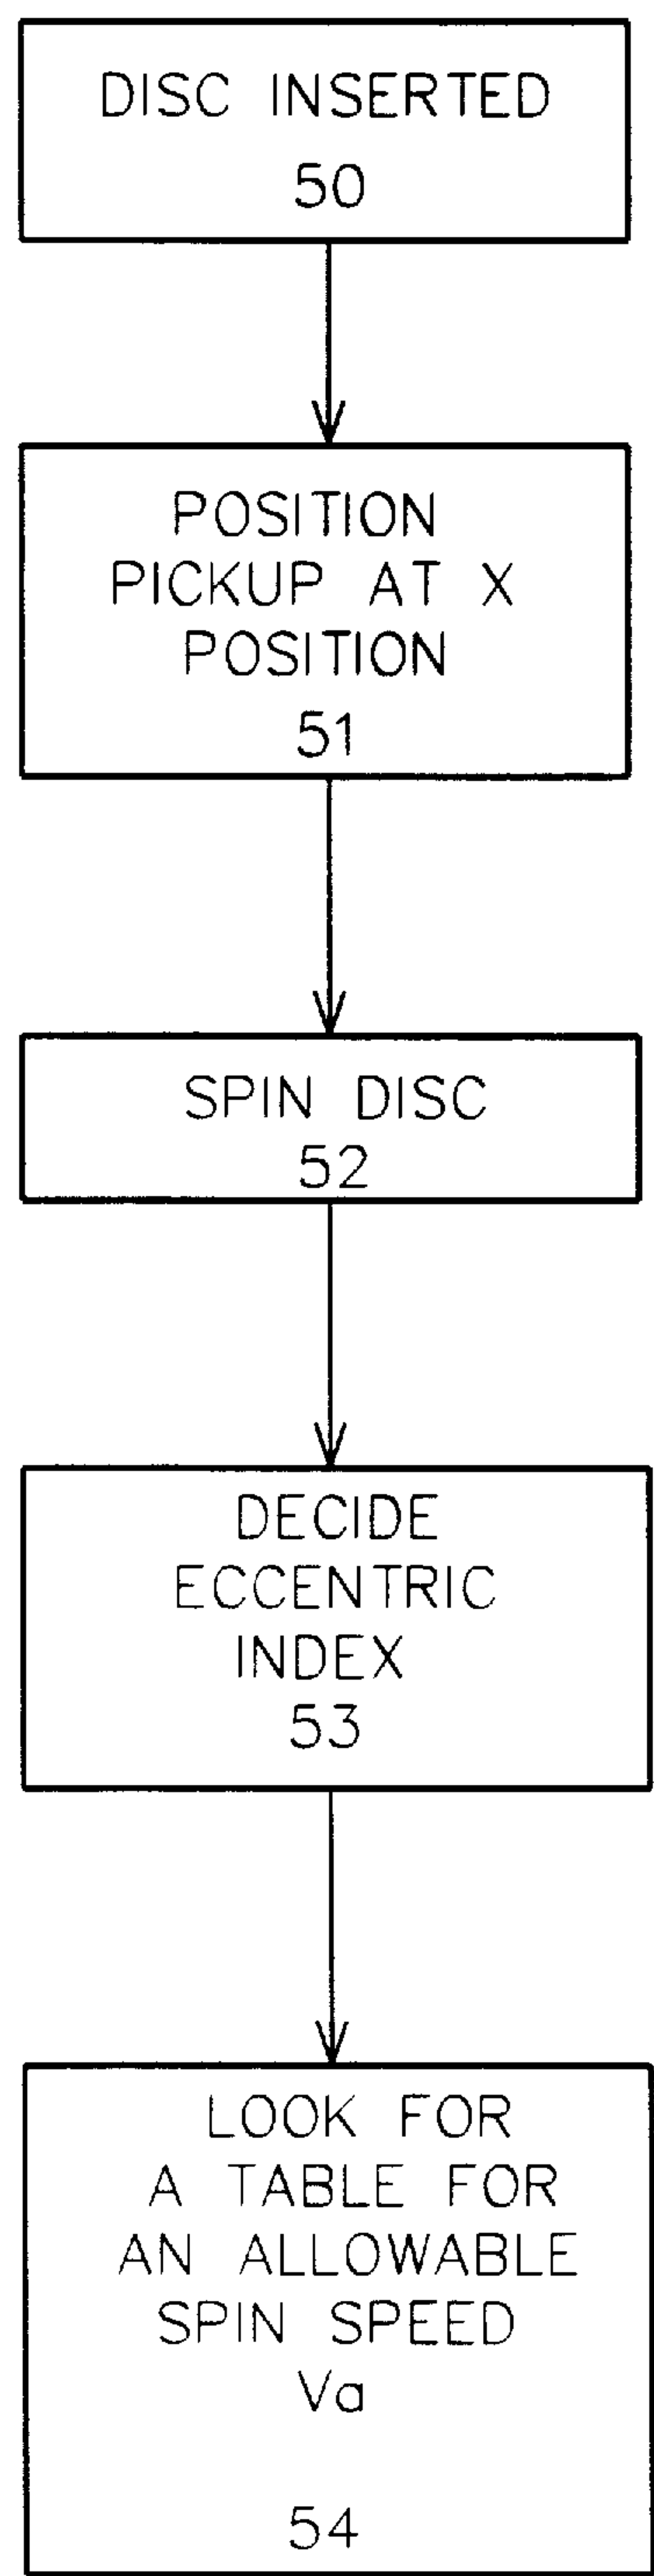 DISC INSERTED
50
POSITION
PICKUP AT X
POSITION
51
SPIN DISC
52
DECIDE
ECCENTRIC
INDEX
53
LOOK FOR
A TABLE FOR
AN ALLOWABLE
SPIN SPEED
Va
54